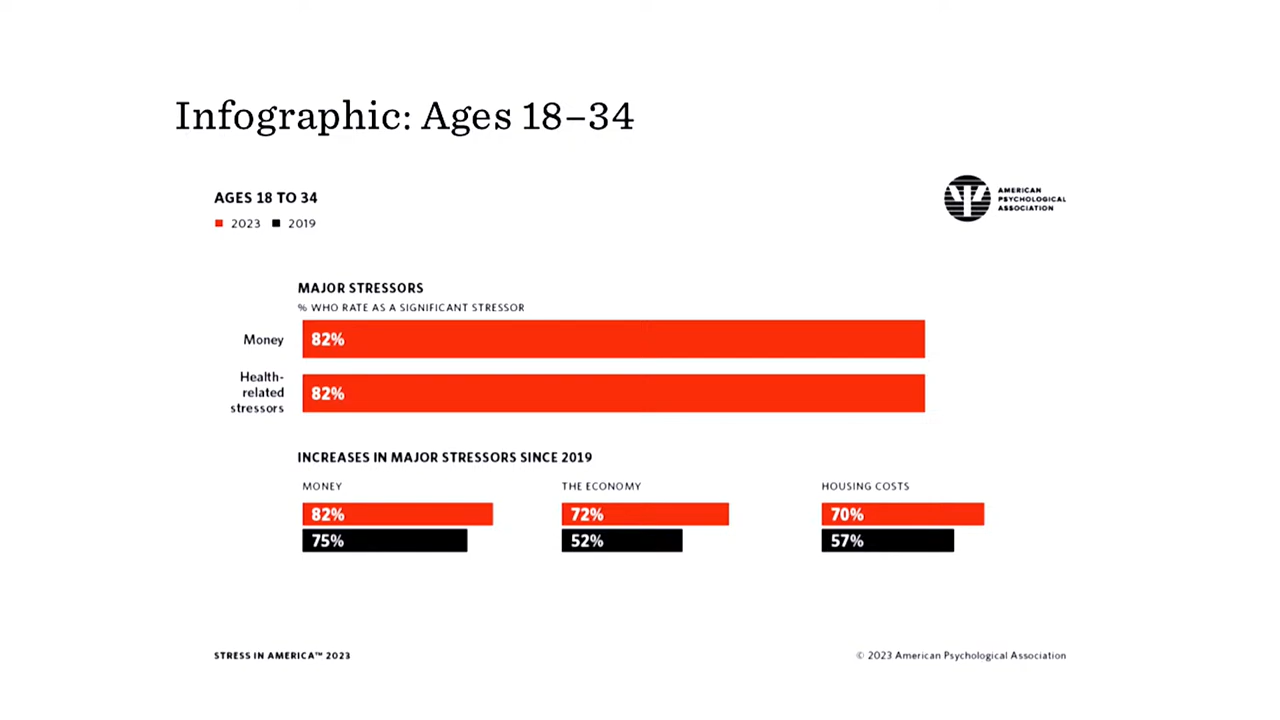 Infographic: Ages 18–34
AGES 18 TO 34
2023 2019
AMERICAN
PSYCHOLOGICAL
ASSOCIATION
MAJOR STRESSORS
% WHO RATE AS A SIGNIFICANT STRESSOR
Money 82%
Health-
related
stressors
82%
INCREASES IN MAJOR STRESSORS SINCE 2019
MONEY THE ECONOMY HOUSING COSTS
82% 72% 70%
75% 52% 57%
STRESS IN AMERICA™ 2023
© 2023 American Psychological Association